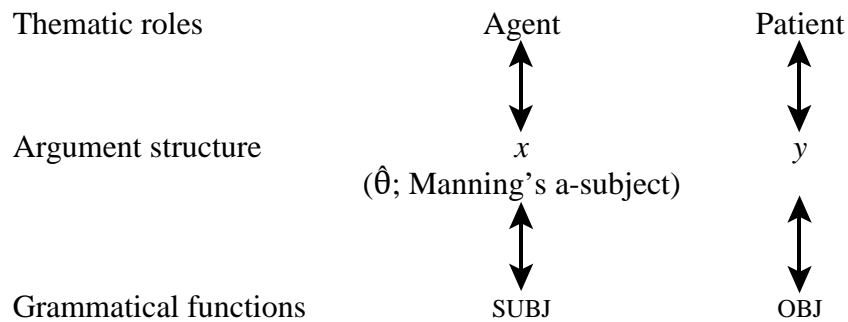 Thematic roles Agent Patient
Argument structure x y
(θ̂; Manning’s a-subject)
Grammatical functions SUBJ OBJ